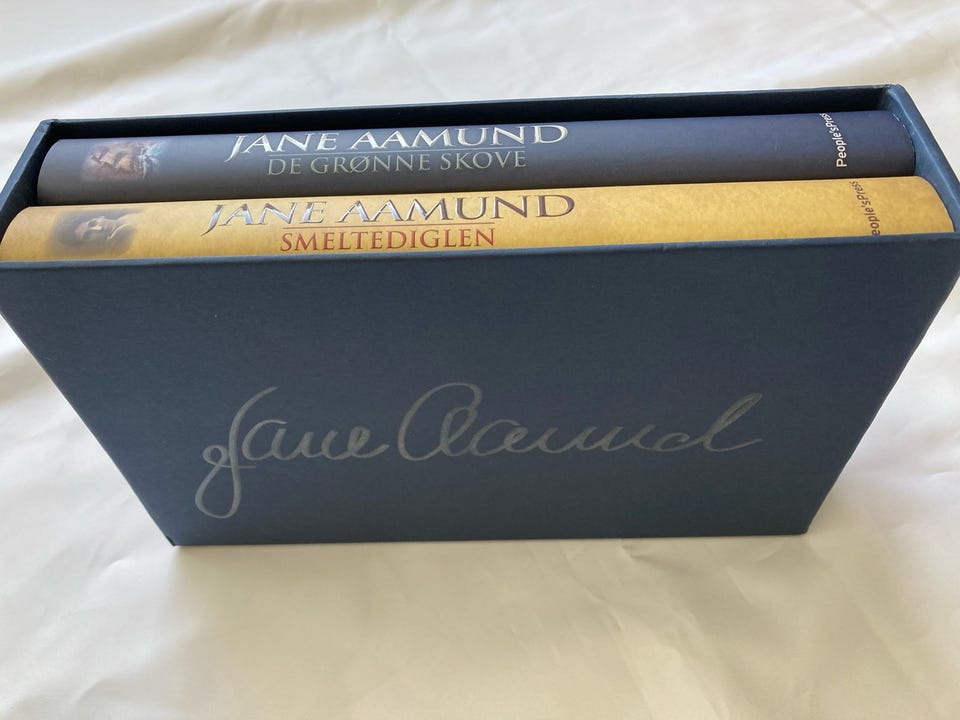 JANE AAMUND
DE GRØNNE SKOVE
People'sPress
JANE AAMUND
SMELTEDIGLEN
People'sPress
Jane Aamund